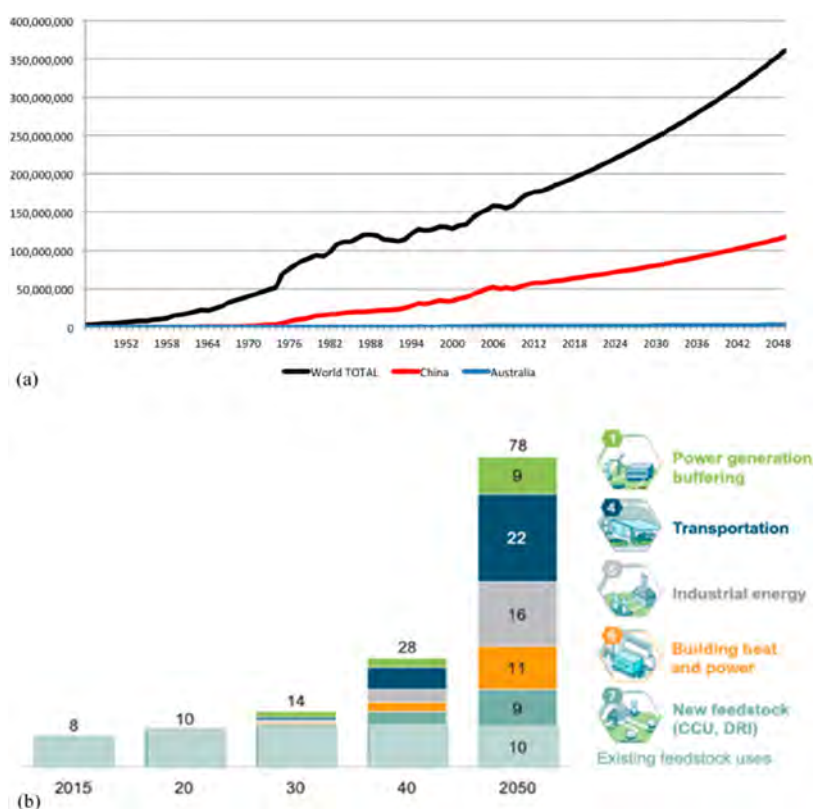 400,000,000
350,000,000
300,000,000
250,000,000
200,000,000
150,000,000
100,000,000
50,000,000
0
1952 1958 1964 1970 1976 1982 1988 1994 2000 2006 2012 2018 2024 2030 2036 2042 2048
(a)
World TOTAL China Australia
78
9
22
16
11
9
10
28
14
10
8
2015 20 30 40 2050
(b)
1
Power generation
buffering
4
Transportation
Industrial energy
6
Building heat
and power
7
New feedstock
(CCU, DRI)
Existing feedstock uses